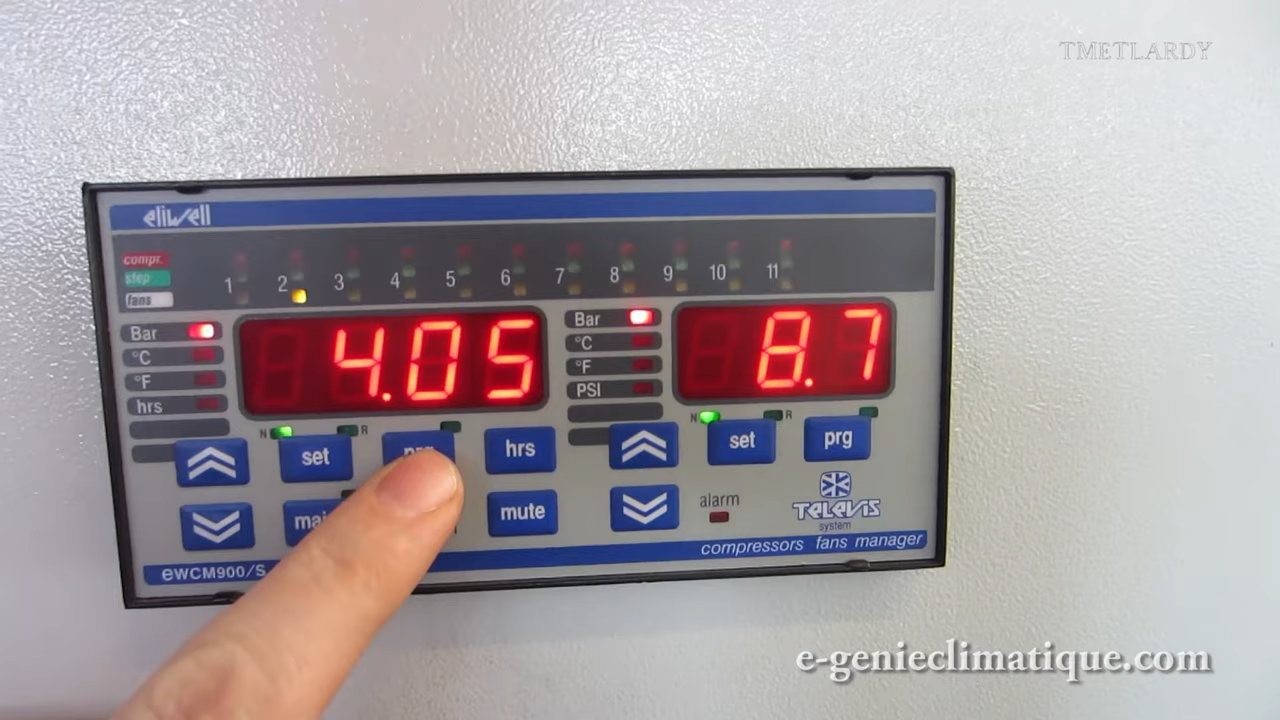 TMETLARDY
eliwell
compr.
step
fans
1 2 3 4 5 6 7 8 9 10 11
Bar
°C
°F
hrs
4.05
Bar
°C
°F
PSI
8.7
N R
N R
set
prg
hrs
set
prg
mute
alarm
TELEVIS
system
compressors fans manager
eWCM900/S
e-genieclimatique.com